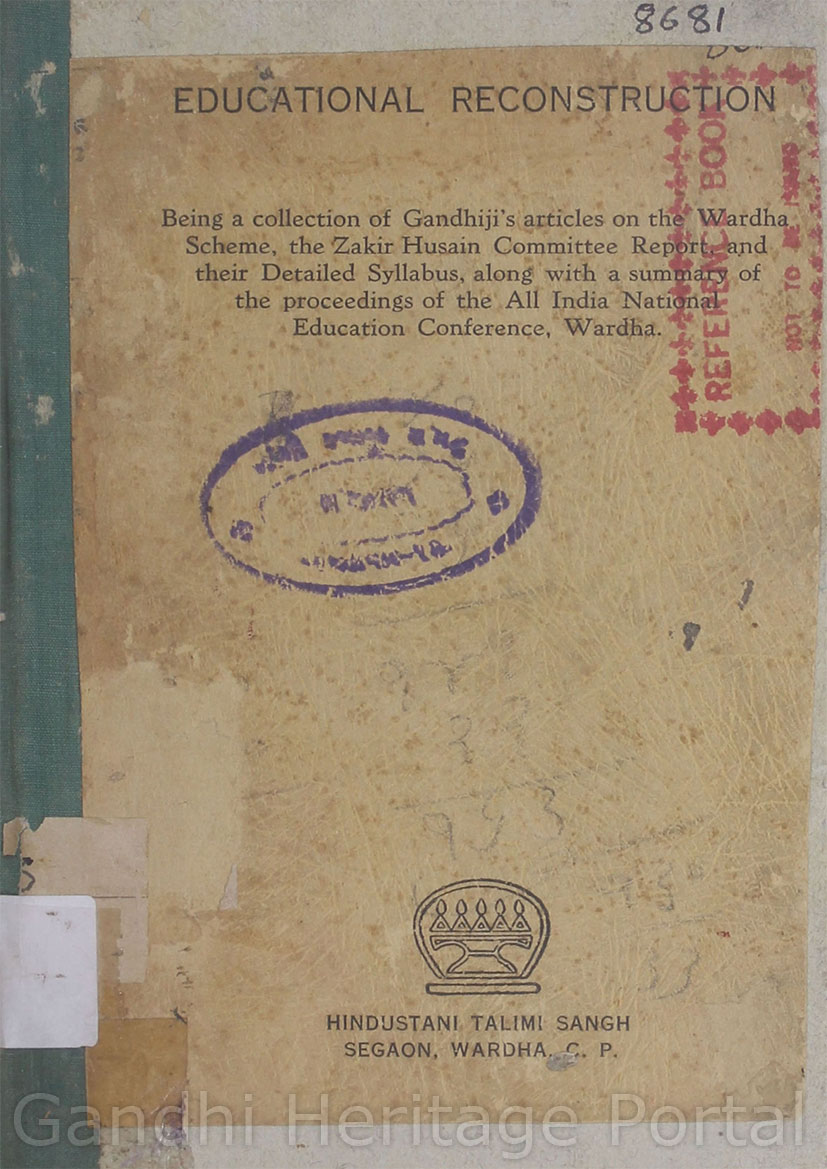 8681
EDUCATIONAL RECONSTRUCTION
Being a collection of Gandhiji's articles on the Wardha
Scheme, the Zakir Husain Committee Report, and
their Detailed Syllabus, along with a summary of
the proceedings of the All India National
Education Conference, Wardha.
REFERENCE BOOK
NOT TO BE
HINDUSTANI TALIMI SANGH
SEGAON, WARDHA, C. P.
Gandhi Heritage Portal